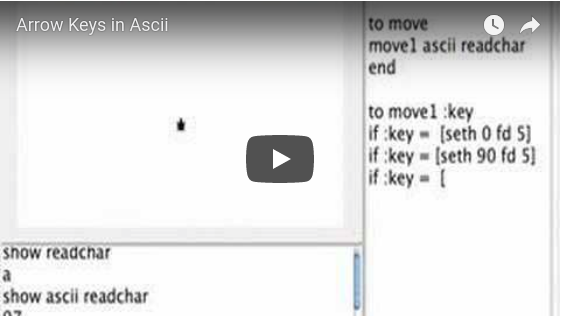 Arrow Keys in Ascii
to move
move1 ascii readchar
end
to move1 :key
if :key = [seth 0 fd 5]
if :key = [seth 90 fd 5]
if :key = [
show readchar
a
show ascii readchar
97